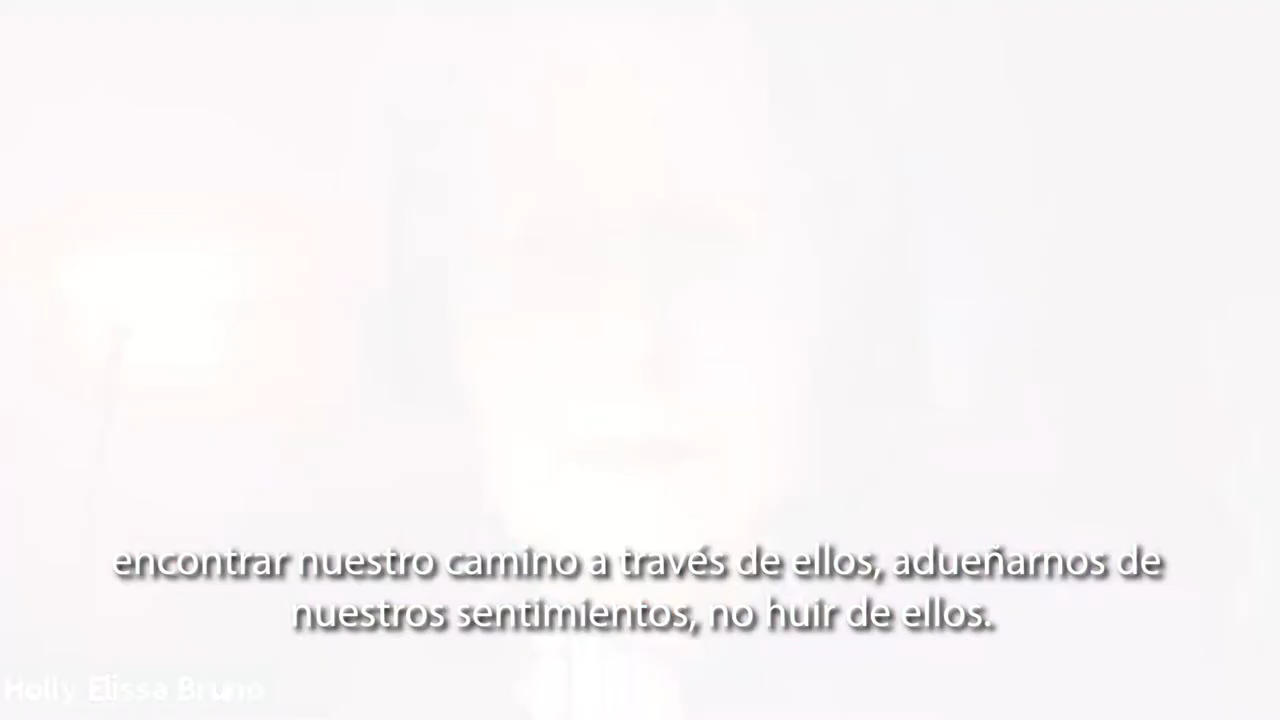 encontrar nuestro camino a través de ellos, adueñarnos de
nuestros sentimientos, no huir de ellos.
Holly Elissa Bruno